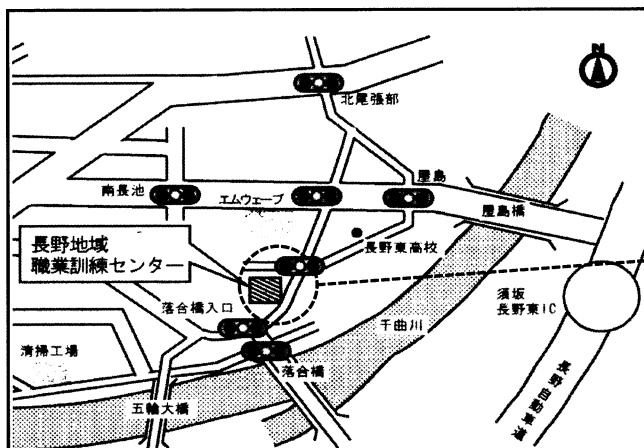 N
北尾張部
南長池
エムウェーブ
屋島
屋島橋
長野地域
職業訓練センター
長野東高校
落合橋入口
須坂
長野東IC
千曲川
清掃工場
落合橋
五輪大橋
長野自動車道